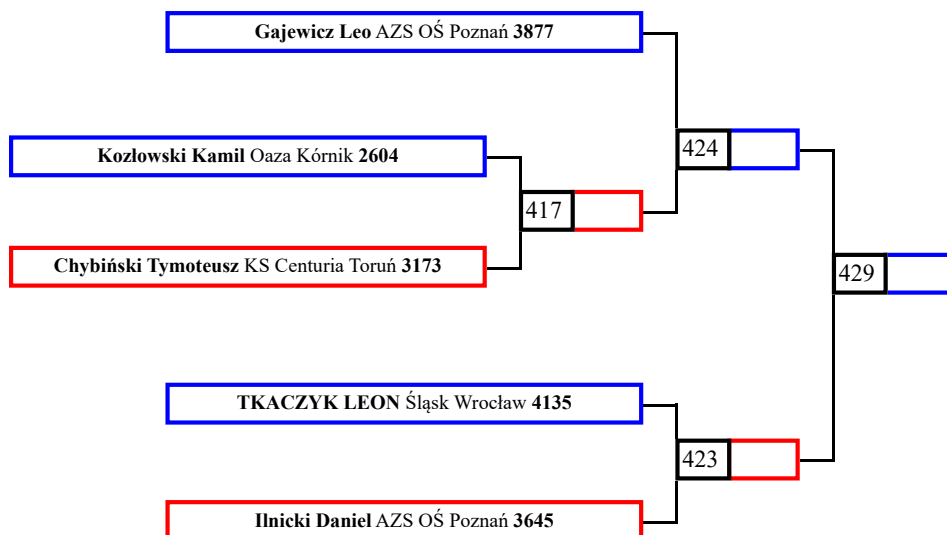 Gajewicz Leo AZS OŚ Poznań 3877
424
Kozłowski Kamil Oaza Kórnik 2604
417
Chybiński Tymoteusz KS Centuria Toruń 3173
429
TKACZYK LEON Śląsk Wrocław 4135
423
Ilnicki Daniel AZS OŚ Poznań 3645